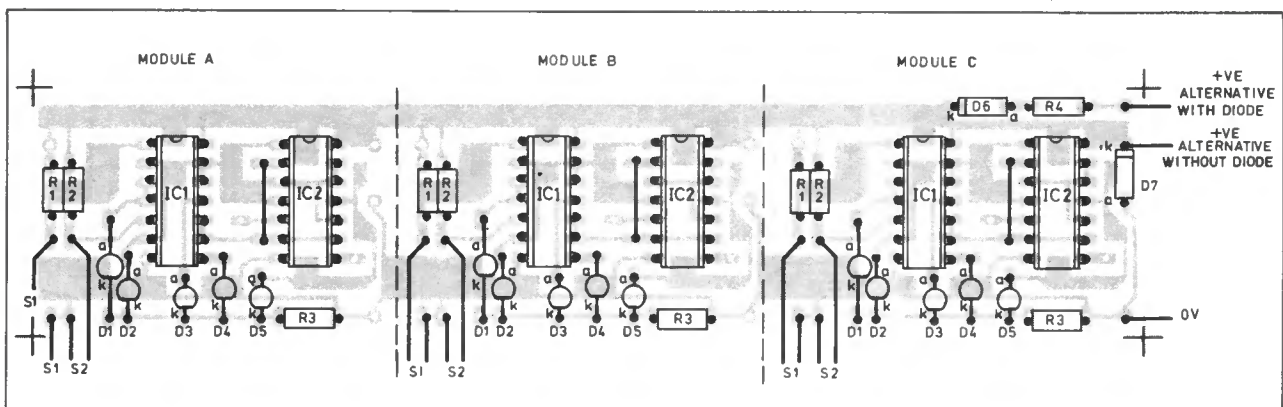 MODULE A
MODULE B
MODULE C
+VE
ALTERNATIVE
WITH DIODE
D6
k
a
R4
+VE
ALTERNATIVE
WITHOUT DIODE
k
D7
a
R1
R2
IC1
IC2
R1
R2
IC1
IC2
R1
R2
IC1
IC2
a
k
a
a
k
a
k
a
k
a
a
k
a
k
a
k
a
a
k
S1
R3
R3
R3
0V
D1
D2
D3
D4
D5
D1
D2
D3
D4
D5
D1
D2
D3
D4
D5
S1
S2
S1
S2
S1
S2